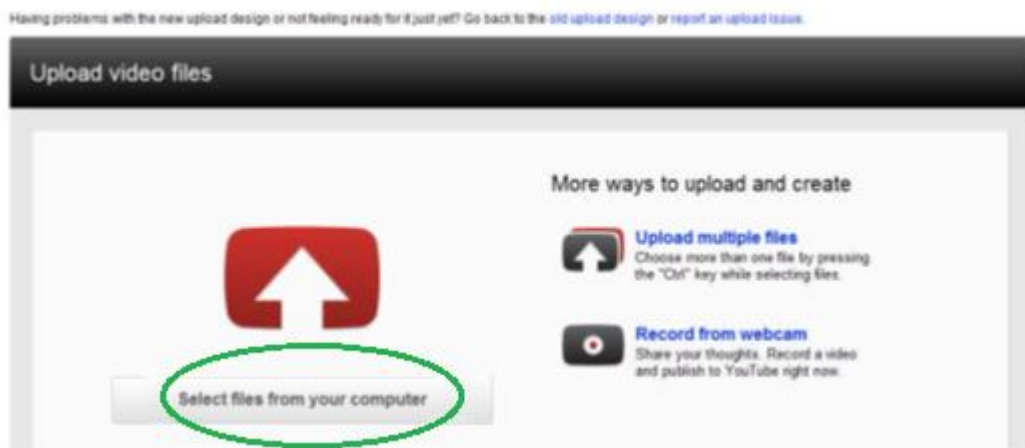 Having problems with the new upload design or not feeling ready for it just yet? Go back to the old upload design or report an upload issue.
Upload video files
More ways to upload and create
Upload multiple files
Choose more than one file by pressing
the "Ctrl" key while selecting files.
Record from webcam
Share your thoughts. Record a video
and publish to YouTube right now.
Select files from your computer